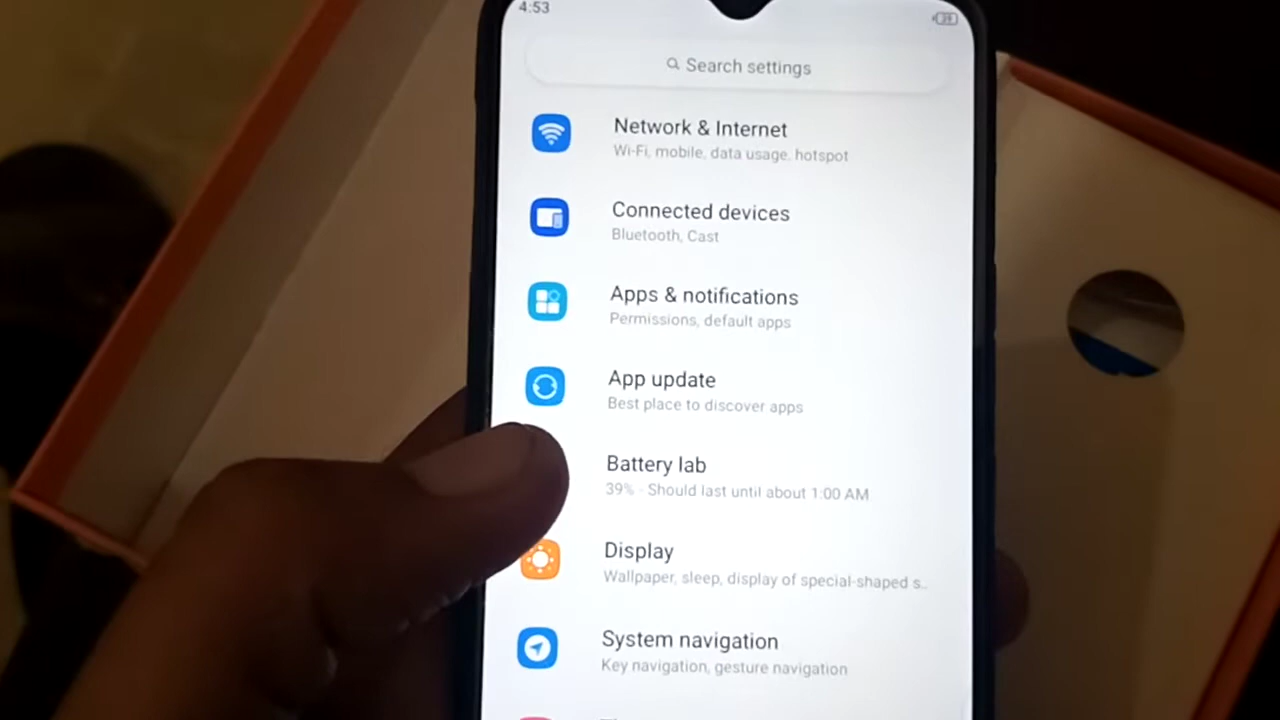 4:53
39
Search settings
Network & Internet
Wi-Fi, mobile, data usage, hotspot
Connected devices
Bluetooth, Cast
Apps & notifications
Permissions, default apps
App update
Best place to discover apps
Battery lab
39% - Should last until about 1:00 AM
Display
Wallpaper, sleep, display of special-shaped s..
System navigation
Key navigation, gesture navigation